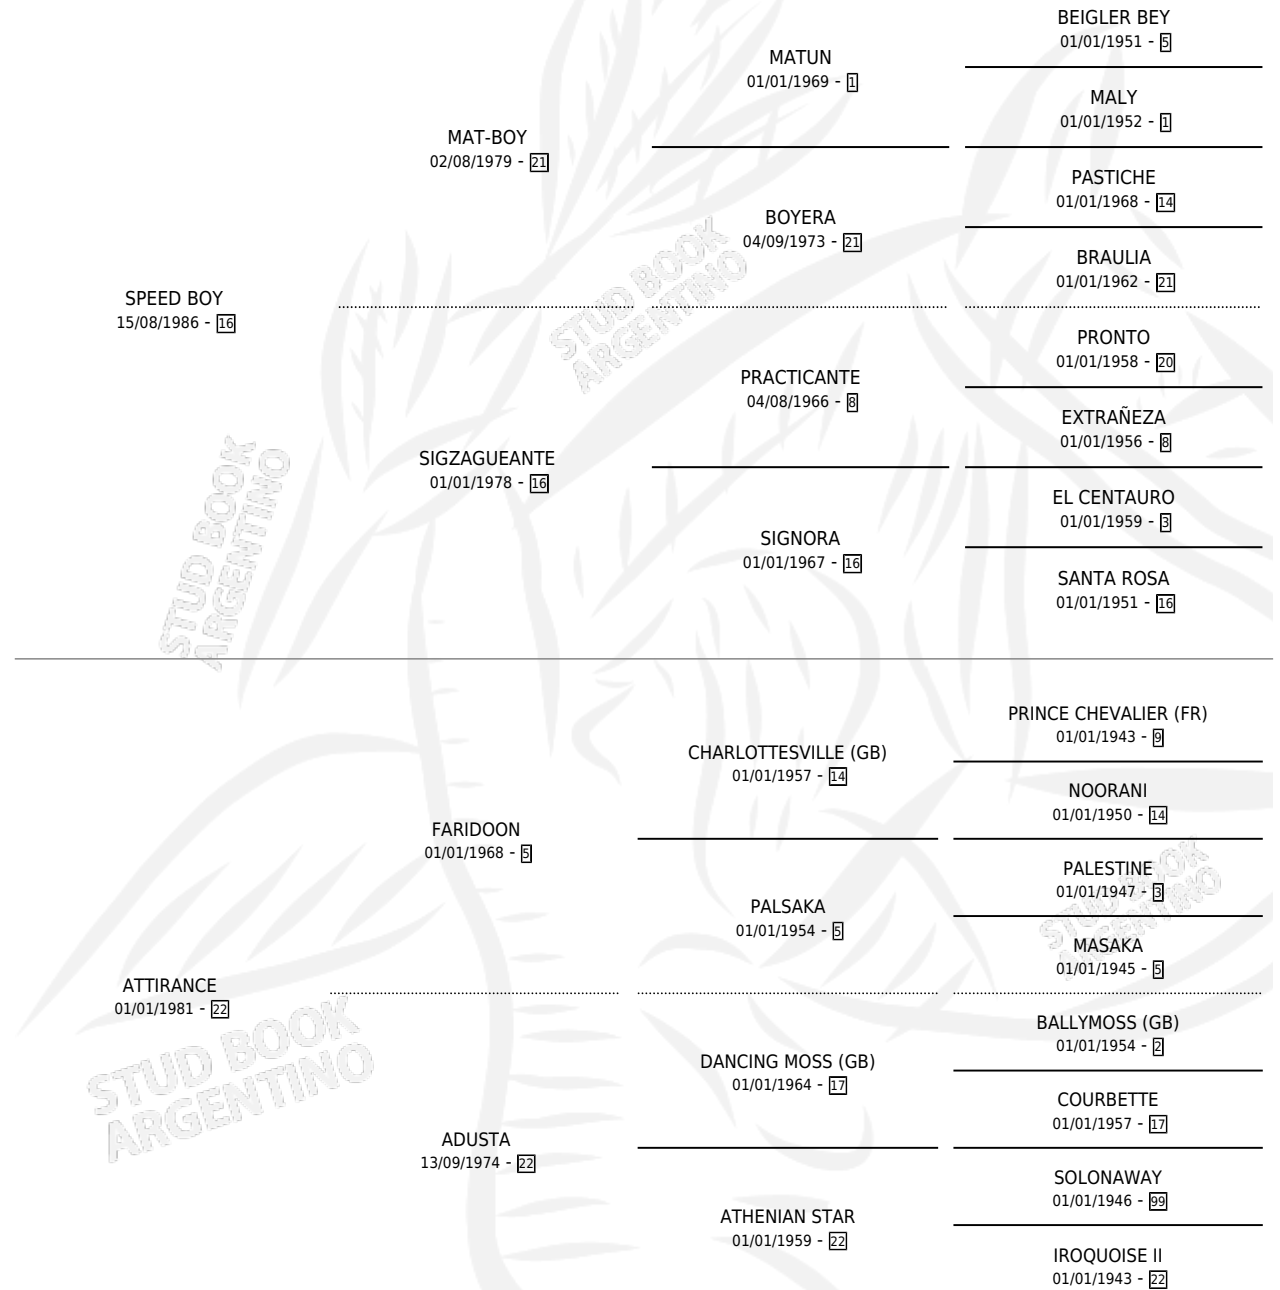 BEIGLER BEY
01/01/1951 - 5
MATUN
01/01/1969 - 1
MALY
01/01/1952 - 1
MAT-BOY
02/08/1979 - 21
PASTICHE
01/01/1968 - 14
BOYERA
04/09/1973 - 21
BRAULIA
01/01/1962 - 21
SPEED BOY
15/08/1986 - 16
PRONTO
01/01/1958 - 20
PRACTICANTE
04/08/1966 - 8
EXTRAÑEZA
01/01/1956 - 8
SIGZAGUEANTE
01/01/1978 - 16
EL CENTAURO
01/01/1959 - 3
SIGNORA
01/01/1967 - 16
SANTA ROSA
01/01/1951 - 16
PRINCE CHEVALIER (FR)
01/01/1943 - 9
CHARLOTTESVILLE (GB)
01/01/1957 - 14
NOORANI
01/01/1950 - 14
FARIDOON
01/01/1968 - 5
PALESTINE
01/01/1947 - 3
PALSAKA
01/01/1954 - 5
MASAKA
01/01/1945 - 5
ATTIRANCE
01/01/1981 - 22
BALLYMOSS (GB)
01/01/1954 - 2
DANCING MOSS (GB)
01/01/1964 - 17
COURBETTE
01/01/1957 - 17
ADUSTA
13/09/1974 - 22
SOLONAWAY
01/01/1946 - 99
ATHENIAN STAR
01/01/1959 - 22
IROQUOISE II
01/01/1943 - 22
STUD BOOK
ARGENTINO
STUD BOOK
ARGENTINO
STUD BOOK
ARGENTINO
STUD BOOK
ARGENTINO